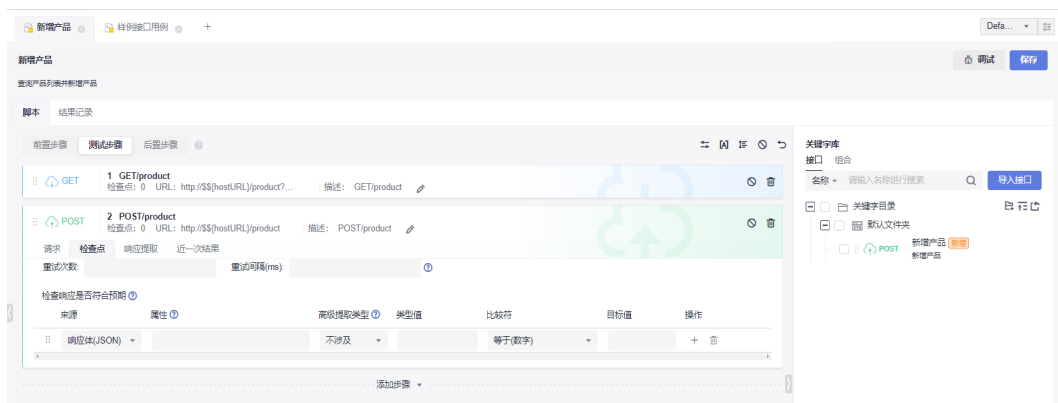 新增产品 样例接口用例 + Defa...
新增产品 调试 保存
查询产品列表并新增产品
脚本 结果记录
前置步骤 测试步骤 后置步骤
GET 1 GET/product
检查点: 0 URL: http://$${hostURL}/product?... 描述: GET/product
POST 2 POST/product
检查点: 0 URL: http://$${hostURL}/product 描述: POST/product
请求 检查点 响应提取 近一次结果
重试次数: 重试间隔(ms):
检查响应是否符合预期
来源 属性 高级提取类型 类型值 比较符 目标值 操作
响应体(JSON) 不涉及 等于(数字)
添加步骤
关键字库
接口 组合
名称 请输入名称进行搜索 导入接口
关键字目录
默认文件夹
POST 新增产品 新增
新增产品